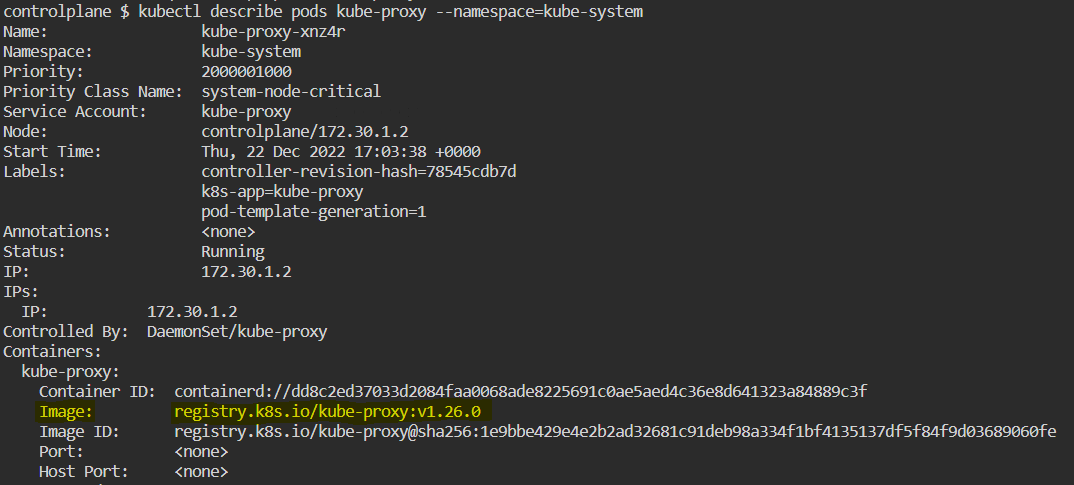 controlplane $ kubectl describe pods kube-proxy --namespace=kube-system
Name:                 kube-proxy-xnz4r
Namespace:            kube-system
Priority:             2000001000
Priority Class Name:  system-node-critical
Service Account:      kube-proxy
Node:                 controlplane/172.30.1.2
Start Time:           Thu, 22 Dec 2022 17:03:38 +0000
Labels:               controller-revision-hash=78545cdb7d
                      k8s-app=kube-proxy
                      pod-template-generation=1
Annotations:          <none>
Status:               Running
IP:                   172.30.1.2
IPs:
  IP:           172.30.1.2
Controlled By:  DaemonSet/kube-proxy
Containers:
  kube-proxy:
    Container ID:  containerd://dd8c2ed37033d2084faa0068ade8225691c0ae5aed4c36e8d641323a84889c3f
    Image:         registry.k8s.io/kube-proxy:v1.26.0
    Image ID:      registry.k8s.io/kube-proxy@sha256:1e9bbe429e4e2b2ad32681c91deb98a334f1bf4135137df5f84f9d03689060fe
    Port:          <none>
    Host Port:     <none>